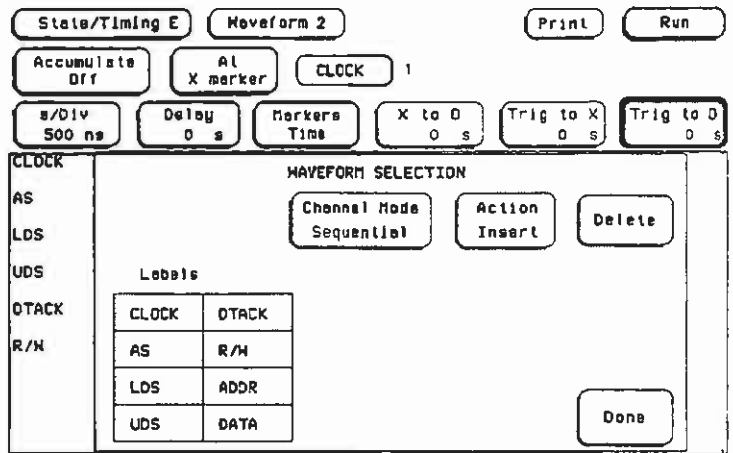 State/Timing E Waveform 2 Print Run
Accumulate Off At X marker CLOCK 1
s/Div 500 ns Delay 0 s Markers Time X to O 0 s Trig to X 0 s Trig to O 0 s
CLOCK
AS
LDS
UDS
DTACK
R/W
WAVEFORM SELECTION
Channel Mode Sequential Action Insert Delete
Labels
CLOCK DTACK
AS R/W
LDS ADDR
UDS DATA
Done